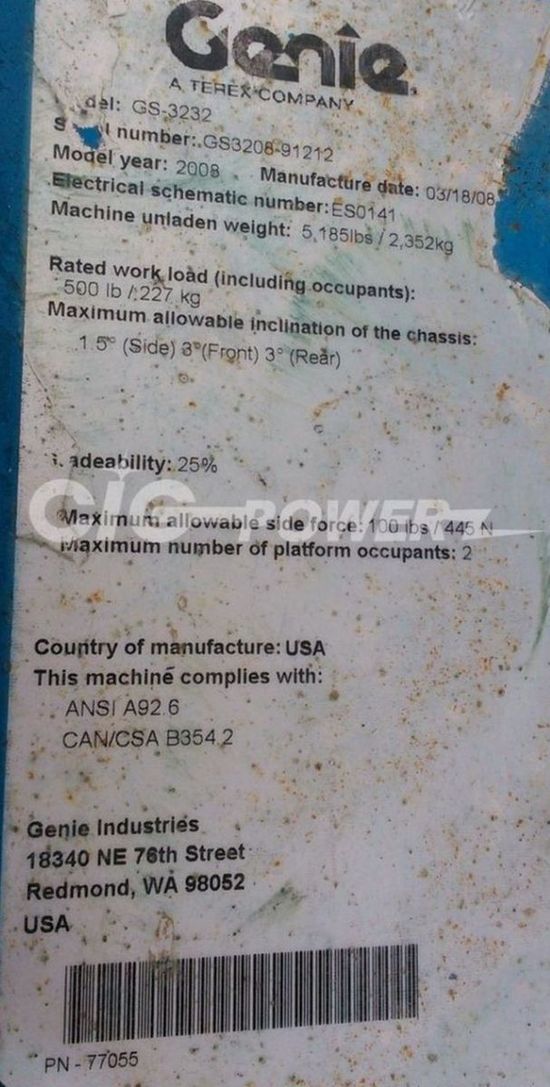 Genie
A TEREX COMPANY
del: GS-3232
S l number:.GS3208-91212
Model year: 2008 Manufacture date: 03/18/08
Electrical schematic number:ES0141
Machine unladen weight: 5,185lbs / 2,352kg
Rated work load (including occupants):
500 lb / 227 kg
Maximum allowable inclination of the chassis:
1.5° (Side) 3°(Front) 3° (Rear)
adeability: 25%
CIG POWER
Maximum allowable side force: 100 lbs / 445 N
Maximum number of platform occupants: 2
Country of manufacture: USA
This machine complies with:
ANSI A92.6
CAN/CSA B354.2
Genie Industries
18340 NE 76th Street
Redmond, WA 98052
USA
PN - 77055